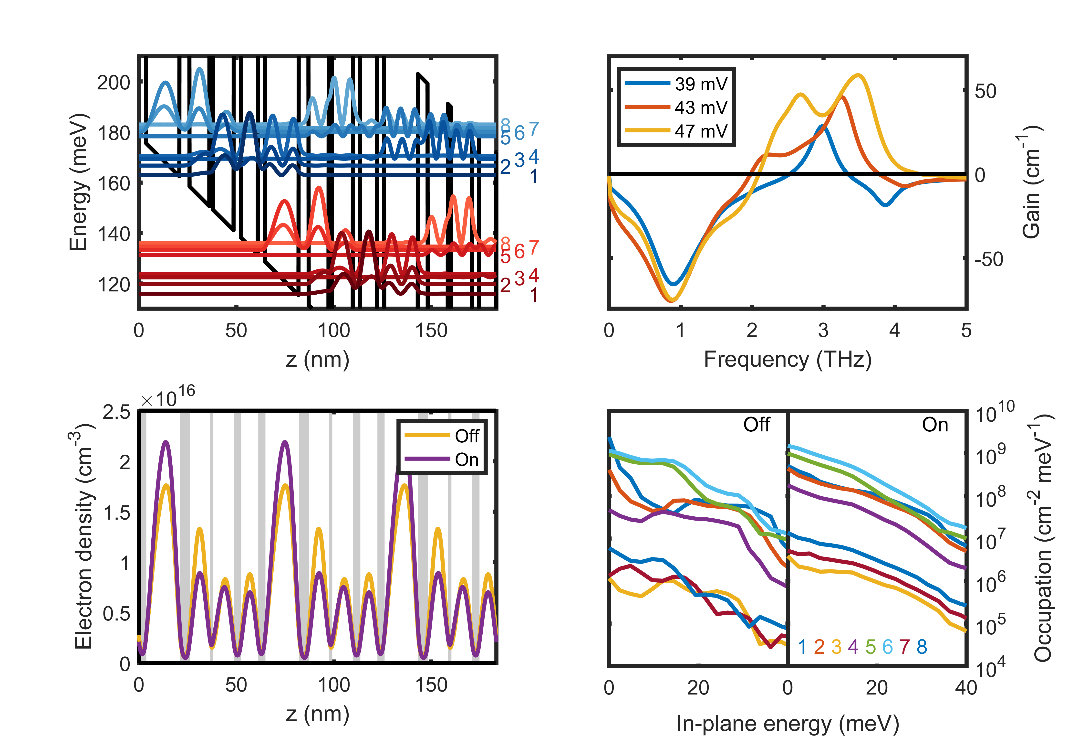 200
180
160
140
120
Energy (meV)
8 6 7
5
2 3 4
1
8 6 7
5
2 3 4
1
0 50 100 150
z (nm)
39 mV
43 mV
47 mV
50
0
-50
Gain (cm⁻¹)
0 1 2 3 4 5
Frequency (THz)
×10¹⁶
2.5
2
1.5
1
0.5
0
Electron density (cm⁻³)
Off
On
0 50 100 150
z (nm)
Off On
10¹⁰
10⁹
10⁸
10⁷
10⁶
10⁵
10⁴
Occupation (cm⁻² meV⁻¹)
1 2 3 4 5 6 7 8
0 20 0 20 40
In-plane energy (meV)